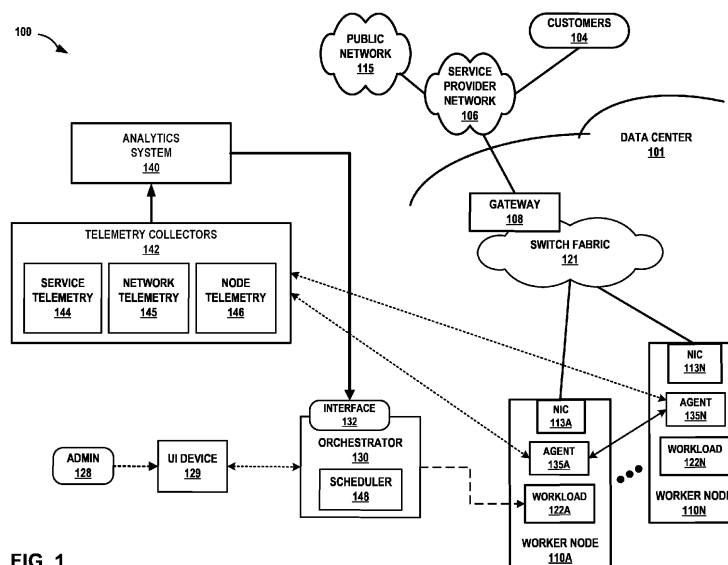 100
PUBLIC
NETWORK
115
CUSTOMERS
104
SERVICE
PROVIDER
NETWORK
106
DATA CENTER
101
ANALYTICS
SYSTEM
140
GATEWAY
108
SWITCH FABRIC
121
TELEMETRY COLLECTORS
142
SERVICE
TELEMETRY
144
NETWORK
TELEMETRY
145
NODE
TELEMETRY
146
NIC
113N
AGENT
135N
WORKLOAD
122N
WORKER NODE
110N
INTERFACE
132
ORCHESTRATOR
130
SCHEDULER
148
ADMIN
128
UI DEVICE
129
NIC
113A
AGENT
135A
WORKLOAD
122A
WORKER NODE
110A
FIG. 1